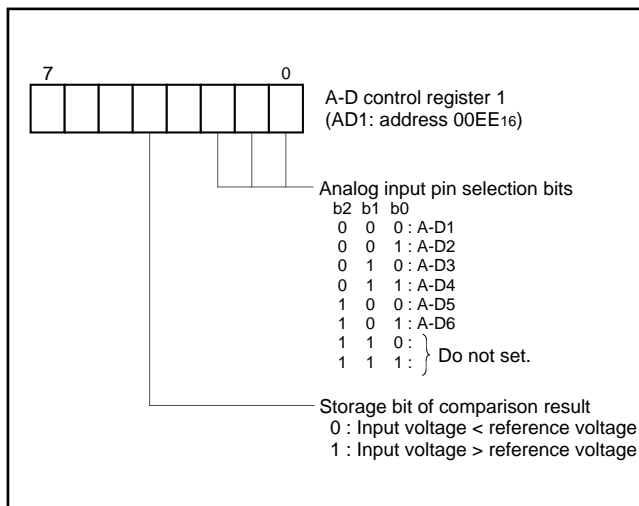 7 0
A-D control register 1
(AD1: address 00EE16)
Analog input pin selection bits
b2 b1 b0
0 0 0 : A-D1
0 0 1 : A-D2
0 1 0 : A-D3
0 1 1 : A-D4
1 0 0 : A-D5
1 0 1 : A-D6
1 1 0 :
1 1 1 :
Do not set.
Storage bit of comparison result
0 : Input voltage < reference voltage
1 : Input voltage > reference voltage